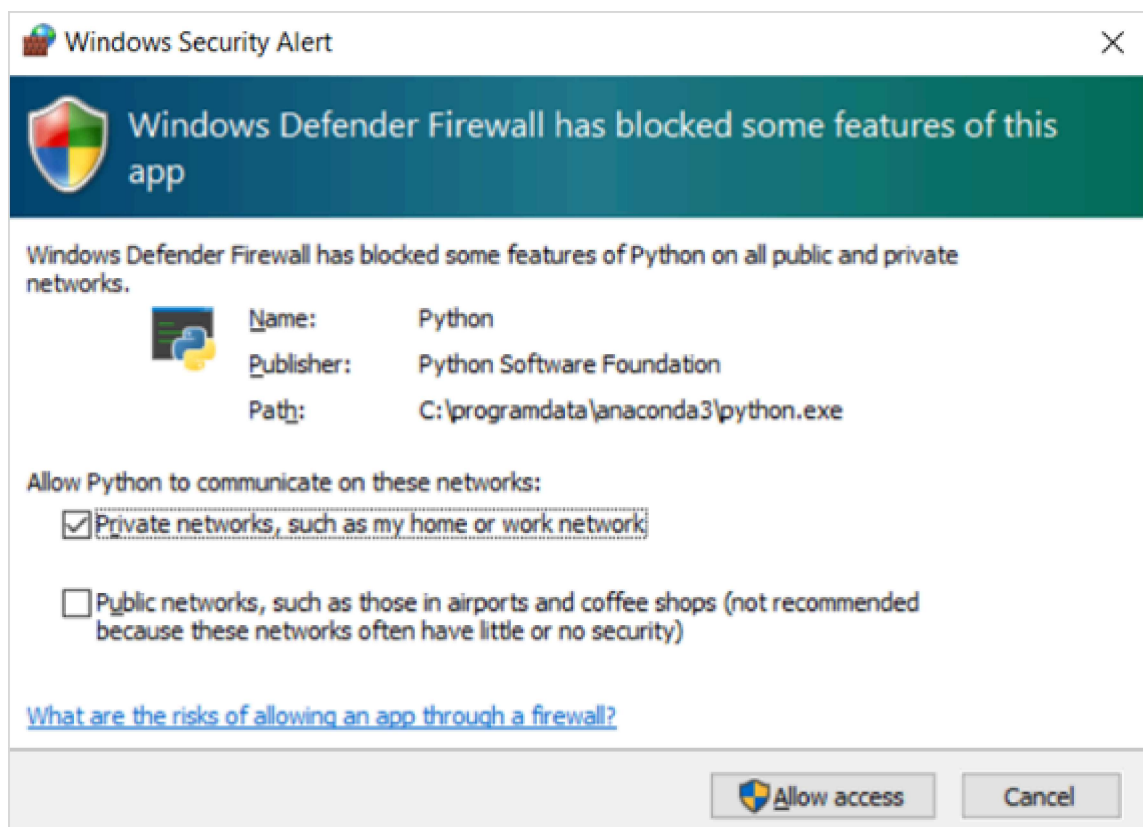 Windows Security Alert
Windows Defender Firewall has blocked some features of this
app
Windows Defender Firewall has blocked some features of Python on all public and private
networks.
Name: Python
Publisher: Python Software Foundation
Path: C:\programdata\anaconda3\python.exe
Allow Python to communicate on these networks:
Private networks, such as my home or work network
Public networks, such as those in airports and coffee shops (not recommended
because these networks often have little or no security)
What are the risks of allowing an app through a firewall?
Allow access Cancel